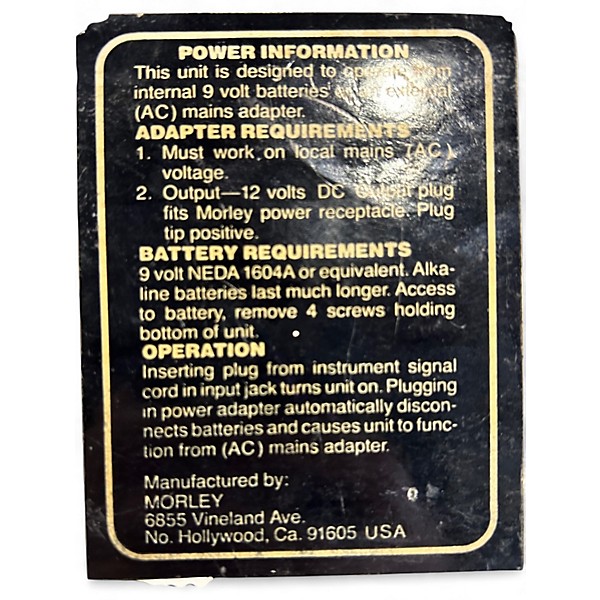 POWER INFORMATION
This unit is designed to operate from
internal 9 volt batteries or an external
(AC) mains adapter.
ADAPTER REQUIREMENTS
1. Must work on local mains (AC)
voltage.
2. Output—12 volts DC Output plug
fits Morley power receptacle. Plug
tip positive.
BATTERY REQUIREMENTS
9 volt NEDA 1604A or equivalent. Alka-
line batteries last much longer. Access
to battery, remove 4 screws holding
bottom of unit.
OPERATION
Inserting plug from instrument signal
cord in input jack turns unit on. Plugging
in power adapter automatically discon-
nects batteries and causes unit to func-
tion from (AC) mains adapter.
Manufactured by:
MORLEY
6855 Vineland Ave.
No. Hollywood, Ca. 91605 USA